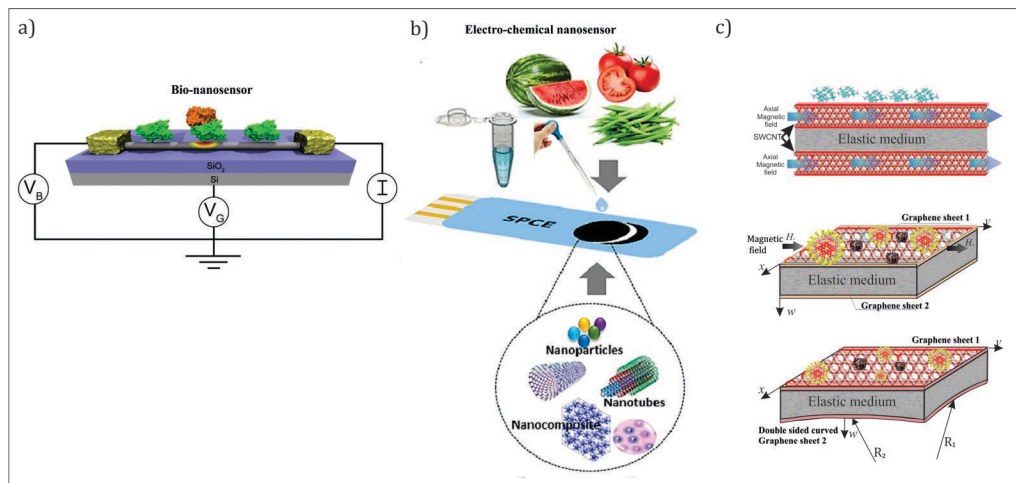 a)
Bio-nanosensor
SiO₂
Si
V_B
V_G
I
b)
Electro-chemical nanosensor
SPCE
Nanoparticles
Nanotubes
Nanocomposite
c)
Axial
Magnetic
field
SWCNT
Elastic medium
Axial
Magnetic
field
Graphene sheet 1
y
Magnetic
field
H
H
x
Elastic medium
Graphene sheet 2
w
Graphene sheet 1
y
x
Elastic medium
Double sided curved
Graphene sheet 2
w
R₂
R₁